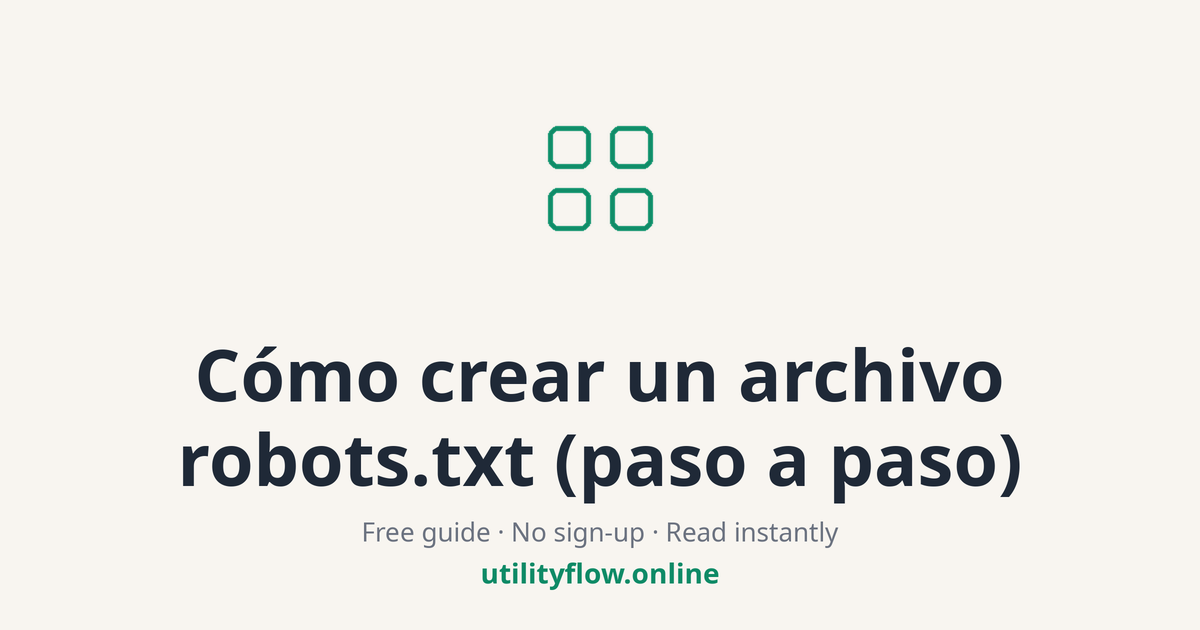 Cómo crear un archivo
robots.txt (paso a paso)
Free guide · No sign-up · Read instantly
utilityflow.online